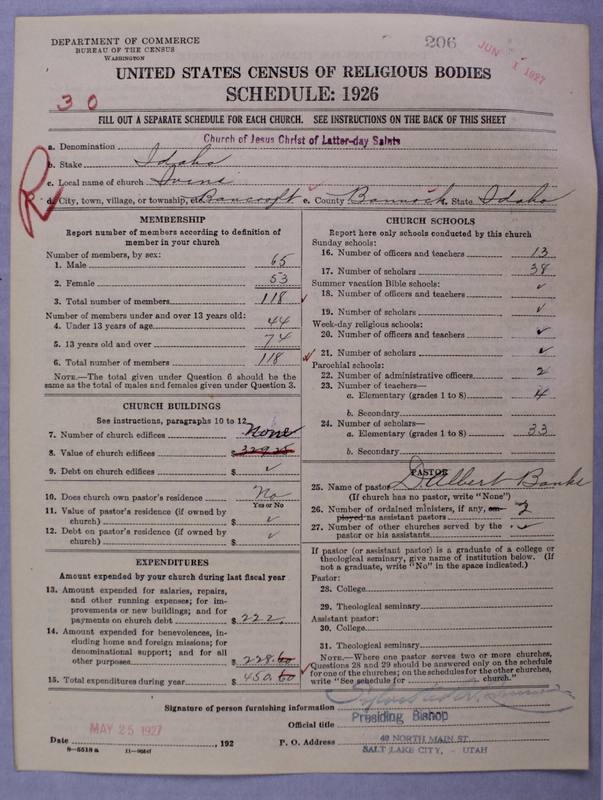 DEPARTMENT OF COMMERCE
BUREAU OF THE CENSUS
WASHINGTON
206
JUN 1 1927
UNITED STATES CENSUS OF RELIGIOUS BODIES
SCHEDULE: 1926
30
FILL OUT A SEPARATE SCHEDULE FOR EACH CHURCH. SEE INSTRUCTIONS ON THE BACK OF THIS SHEET
a. Denomination Church of Jesus Christ of Latter-day Saints
b. Stake Idaho
c. Local name of church
R
d. City, town, village, or township, etc. Bancroft e. County Bannock State Idaho
MEMBERSHIP
Report number of members according to definition of
member in your church
Number of members, by sex:
1. Male 65
2. Female 53
3. Total number of members 118
Number of members under and over 13 years old:
4. Under 13 years of age 44
5. 13 years old and over 74
6. Total number of members 118
NOTE.—The total given under Question 6 should be the
same as the total of males and females given under Question 3.
CHURCH BUILDINGS
See instructions, paragraphs 10 to 12
7. Number of church edifices None
8. Value of church edifices $
9. Debt on church edifices $ ✓
10. Does church own pastor's residence No
Yes or No
11. Value of pastor's residence (if owned by
church) $ ✓
12. Debt on pastor's residence (if owned by
church) $ ✓
EXPENDITURES
Amount expended by your church during last fiscal year
13. Amount expended for salaries, repairs,
and other running expenses; for im-
provements or new buildings; and for
payments on church debt $ 222.
14. Amount expended for benevolences, in-
cluding home and foreign missions; for
denominational support; and for all
other purposes $ 228.60
15. Total expenditures during year $ 450.60
CHURCH SCHOOLS
Report here only schools conducted by this church
Sunday schools:
16. Number of officers and teachers 13
17. Number of scholars 38
Summer vacation Bible schools:
18. Number of officers and teachers ✓
19. Number of scholars ✓
Week-day religious schools:
20. Number of officers and teachers ✓
21. Number of scholars ✓
Parochial schools:
22. Number of administrative officers 2
23. Number of teachers—
a. Elementary (grades 1 to 8) 4
b. Secondary
24. Number of scholars—
a. Elementary (grades 1 to 8) 33
b. Secondary
PASTOR
25. Name of pastor D Albert Banks
(If church has no pastor, write "None")
26. Number of ordained ministers, if any, em-
ployed as assistant pastors 2
27. Number of other churches served by the
pastor or his assistants ✓
If pastor (or assistant pastor) is a graduate of a college or
theological seminary, give name of institution below. (If
not a graduate, write "No" in the space indicated.)
Pastor:
28. College
29. Theological seminary
Assistant pastor:
30. College
31. Theological seminary
NOTE.—Where one pastor serves two or more churches,
Questions 28 and 29 should be answered only on the schedule
for one of the churches; on the schedules for the other churches,
write "See schedule for church."
Signature of person furnishing information
Official title Presiding Bishop
MAY 25 1927
Date , 192
P. O. Address 40 NORTH MAIN ST.
SALT LAKE CITY, - UTAH
8-5518a